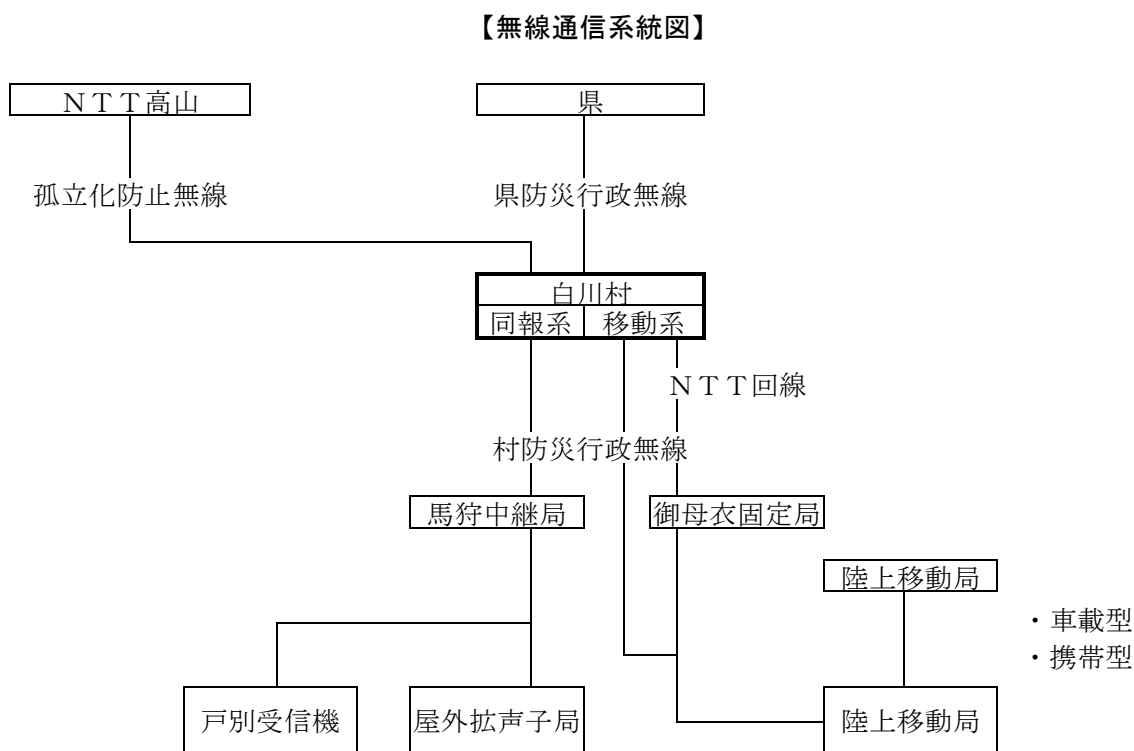 【無線通信系統図】
ＮＴＴ高山
県
孤立化防止無線
県防災行政無線
白川村
同報系
移動系
ＮＴＴ回線
村防災行政無線
馬狩中継局
御母衣固定局
陸上移動局
・車載型
・携帯型
戸別受信機
屋外拡声子局
陸上移動局